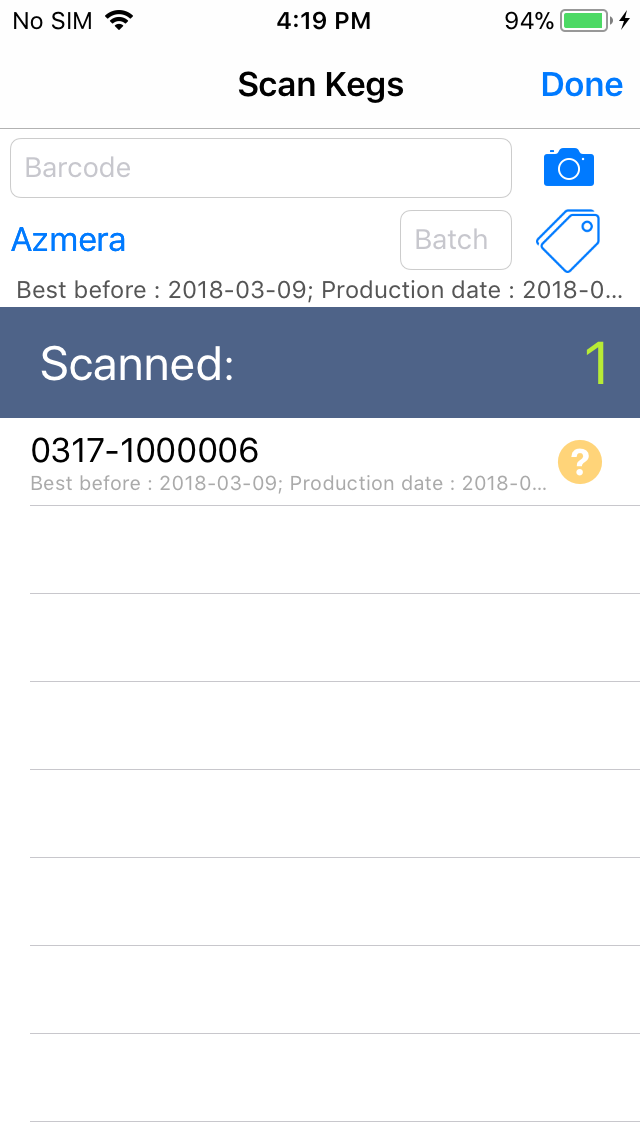 No SIM 4:19 PM 94%
Scan Kegs Done
Barcode
Azmera Batch
Best before : 2018-03-09; Production date : 2018-0...
Scanned: 1
0317-1000006
?
Best before : 2018-03-09; Production date : 2018-0...